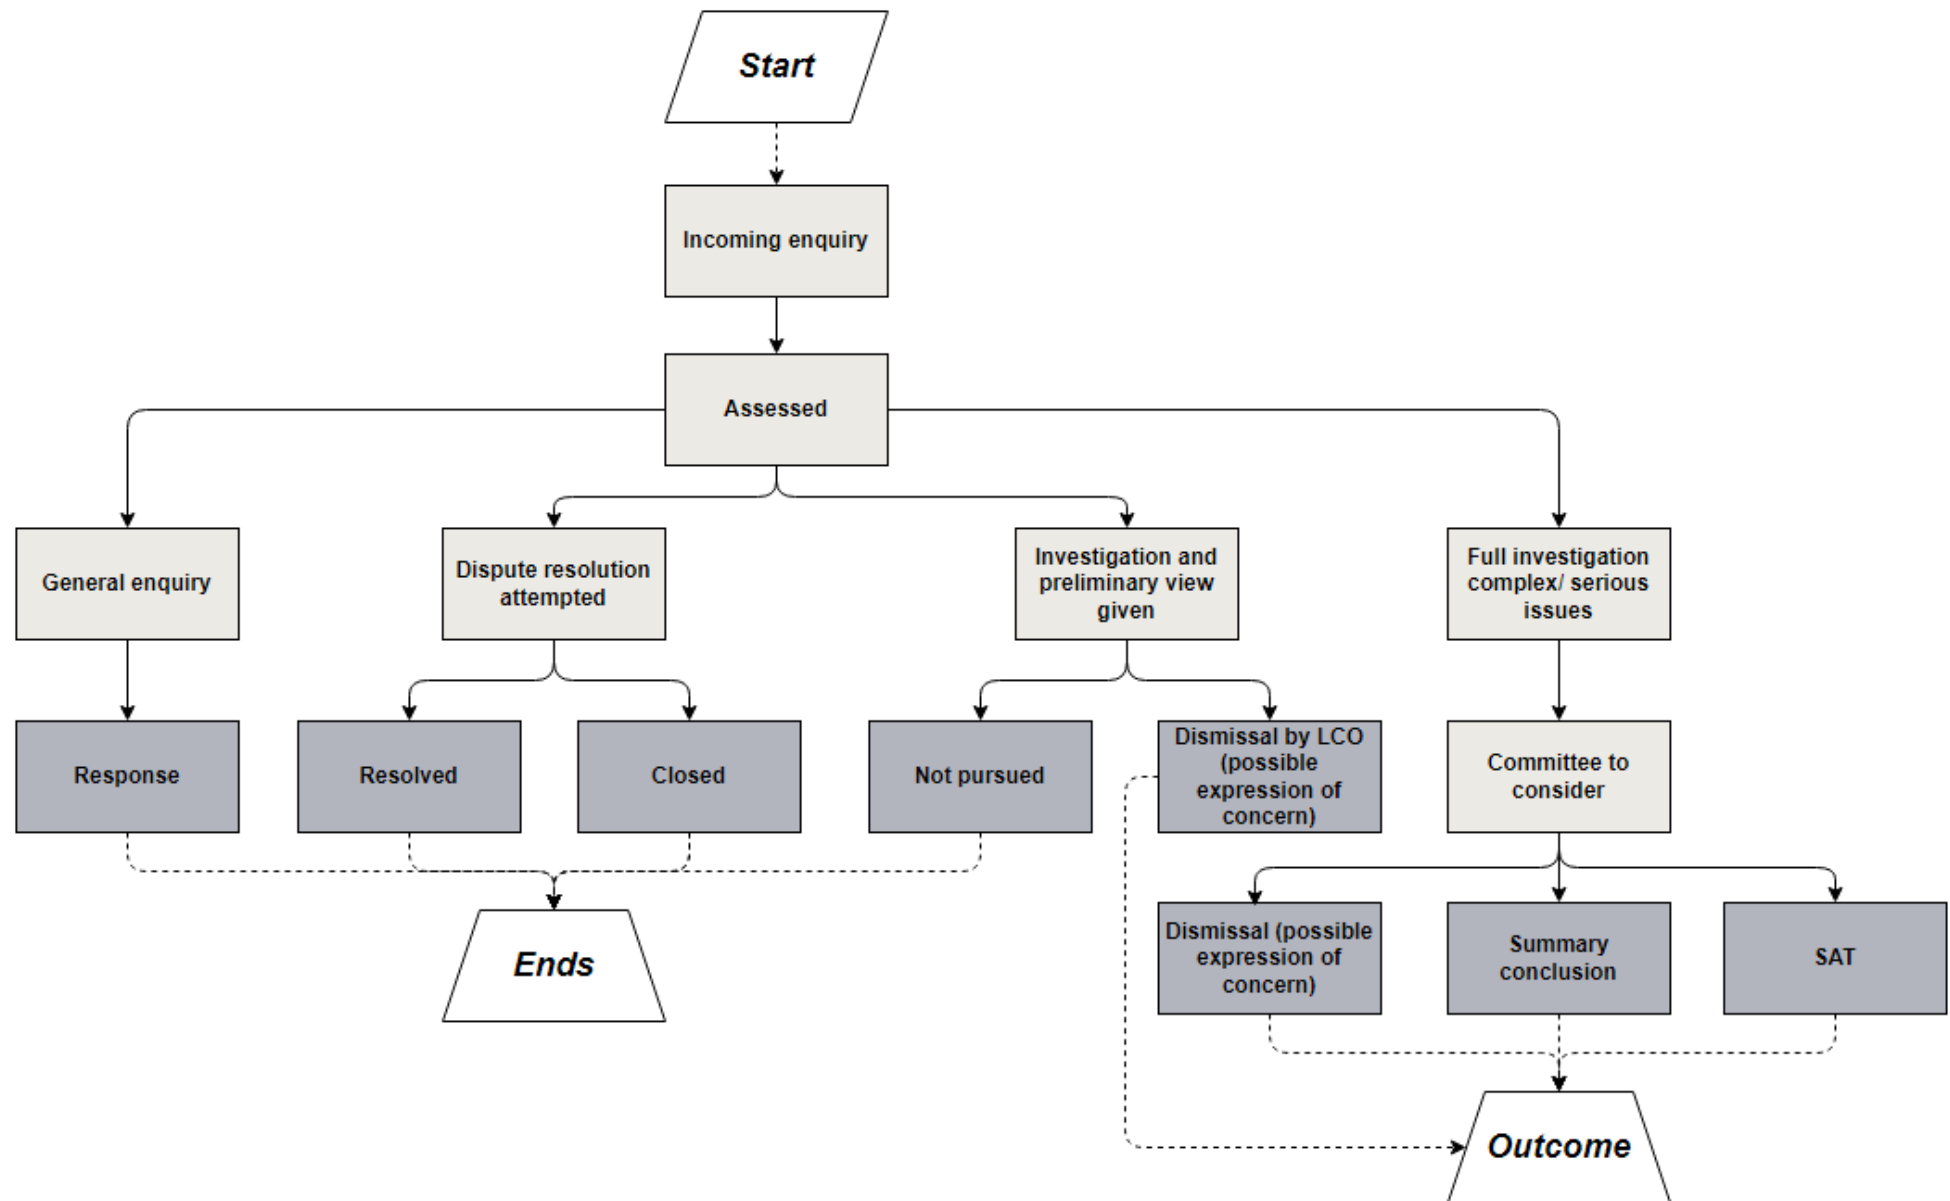 Start
Incoming enquiry
Assessed
General enquiry
Dispute resolution
attempted
Investigation and
preliminary view
given
Full investigation
complex/ serious
issues
Response
Resolved
Closed
Not pursued
Dismissal by LCO
(possible
expression of
concern)
Committee to
consider
Ends
Dismissal (possible
expression of
concern)
Summary
conclusion
SAT
Outcome